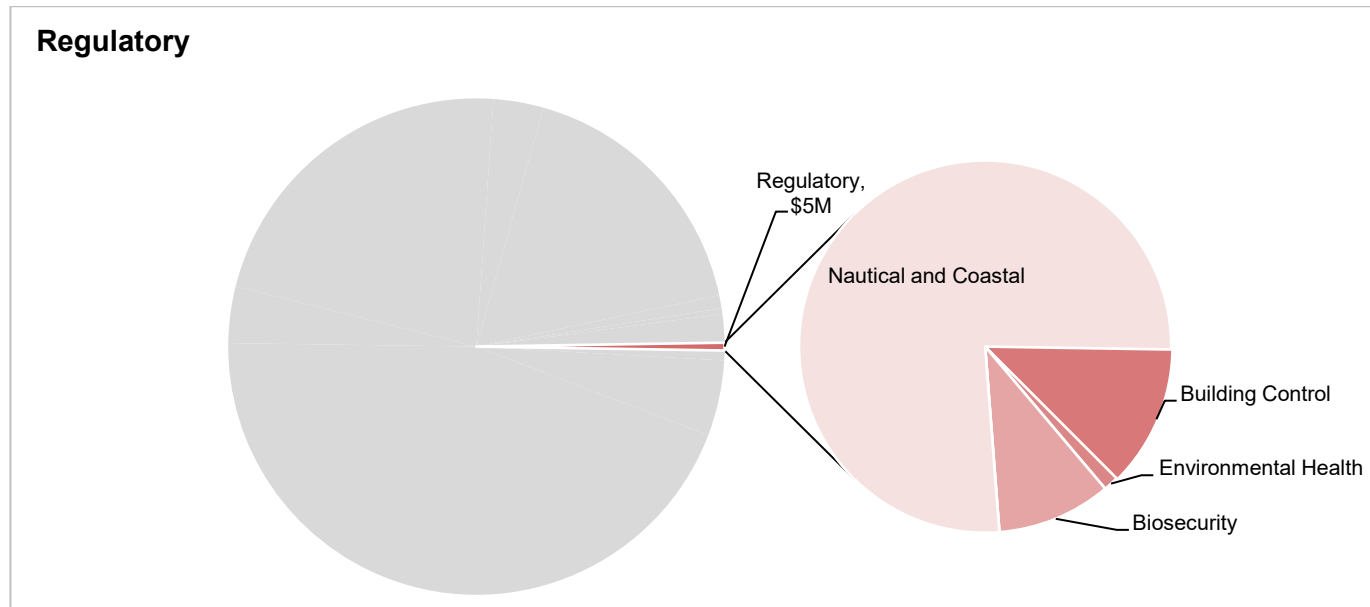 Regulatory
Regulatory,
$5M
Nautical and Coastal
Building Control
Environmental Health
Biosecurity